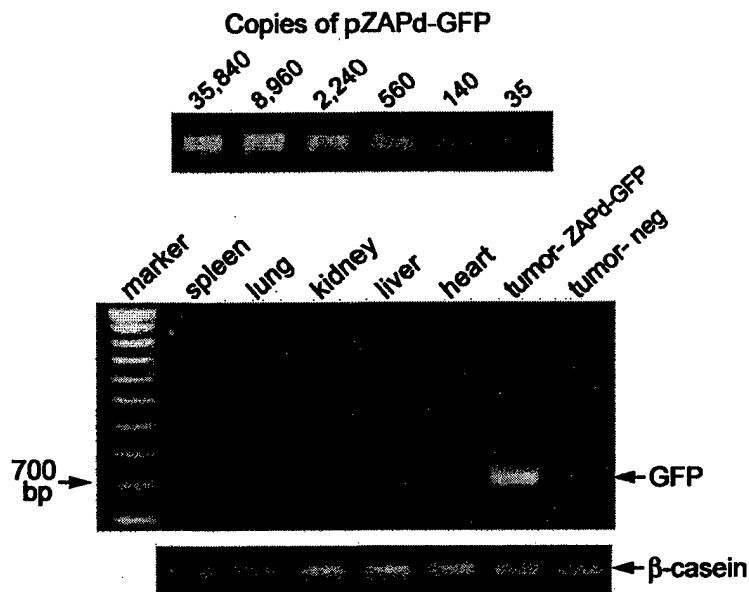 Copies of pZAPd-GFP
35,840
8,960
2,240
560
140
35
marker
spleen
lung
kidney
liver
heart
tumor- ZAPd-GFP
tumor- neg
700
bp
GFP
β-casein